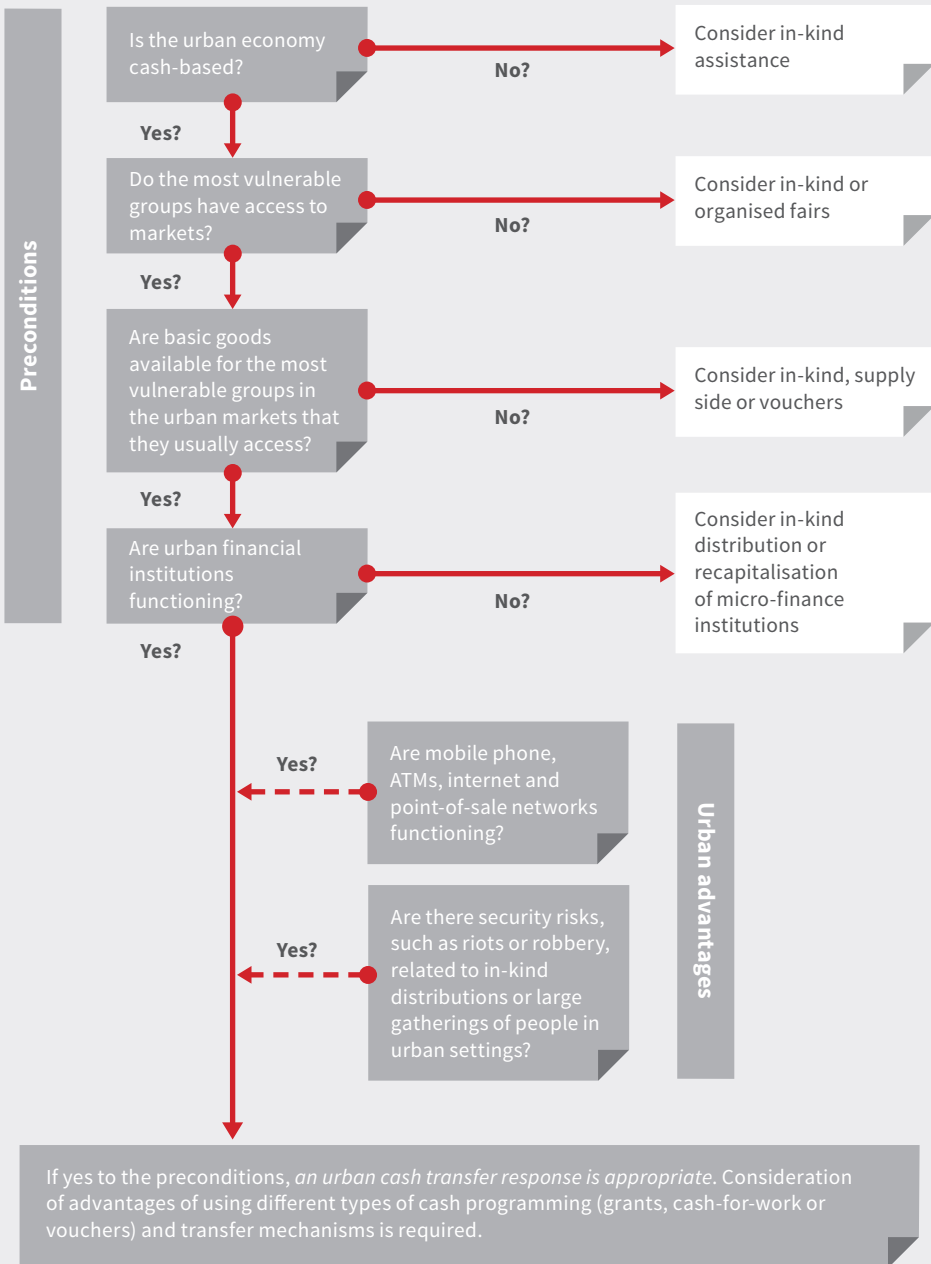 Preconditions
Is the urban economy
cash-based?
No?
Consider in-kind
assistance
Yes?
Do the most vulnerable
groups have access to
markets?
No?
Consider in-kind or
organised fairs
Yes?
Are basic goods
available for the most
vulnerable groups in
the urban markets that
they usually access?
No?
Consider in-kind, supply
side or vouchers
Yes?
Are urban financial
institutions
functioning?
No?
Consider in-kind
distribution or
recapitalisation
of micro-finance
institutions
Yes?
Urban advantages
Yes?
Are mobile phone,
ATMs, internet and
point-of-sale networks
functioning?
Yes?
Are there security risks,
such as riots or robbery,
related to in-kind
distributions or large
gatherings of people in
urban settings?
If yes to the preconditions, an urban cash transfer response is appropriate. Consideration
of advantages of using different types of cash programming (grants, cash-for-work or
vouchers) and transfer mechanisms is required.